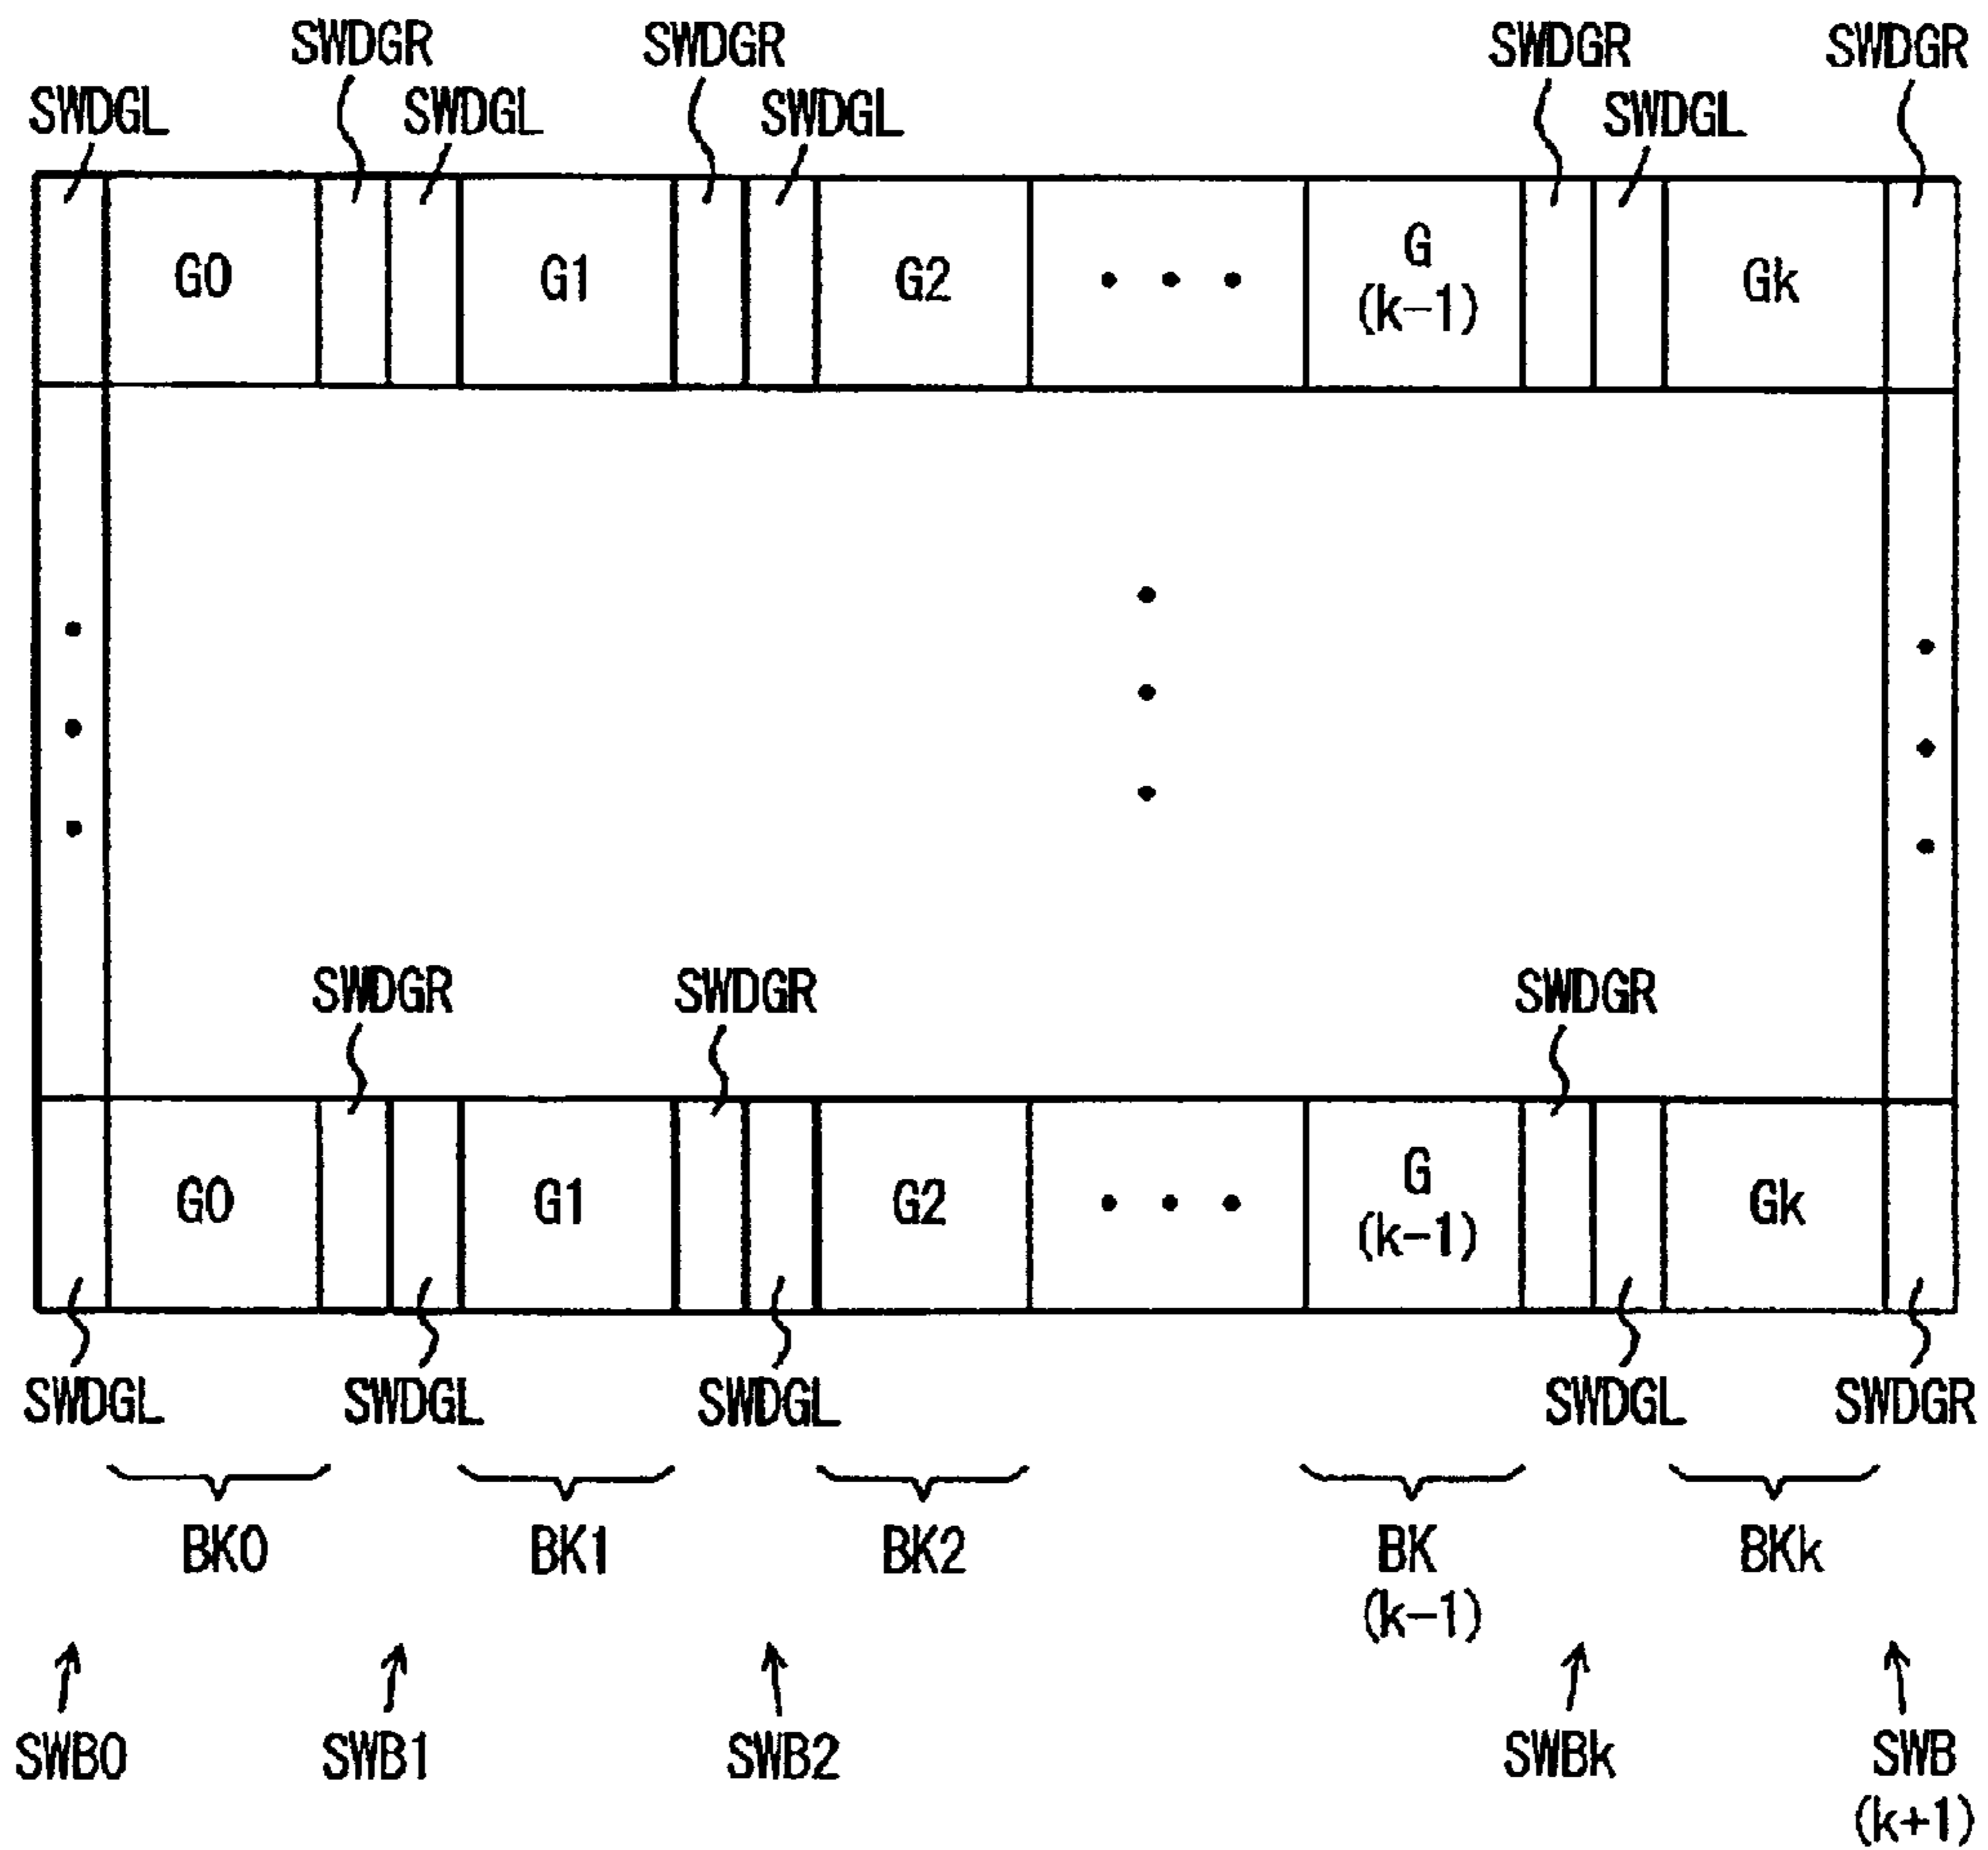 SWDGR SWDGR SWDGR SWDGR
SWDGL SWDGL SWDGL SWDGL
G0 G1 G2 • • • G (k-1) Gk
SWDGR SWDGR SWDGR
G0 G1 G2 • • • G (k-1) Gk
SWDGL SWDGL SWDGL SWDGL SWDGR
BK0 BK1 BK2 BK (k-1) BKk
SWB0 SWB1 SWB2 SWBk SWB (k+1)